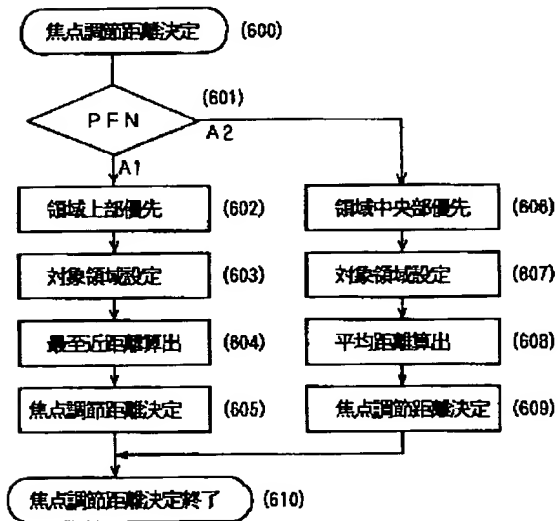 焦点調節距離決定 (600)
(601)
PFN
A2
A1
領域上部優先 (602)
領域中央部優先 (606)
対象領域設定 (603)
対象領域設定 (607)
最至近距離算出 (604)
平均距離算出 (608)
焦点調節距離決定 (605)
焦点調節距離決定 (609)
焦点調節距離決定終了 (610)